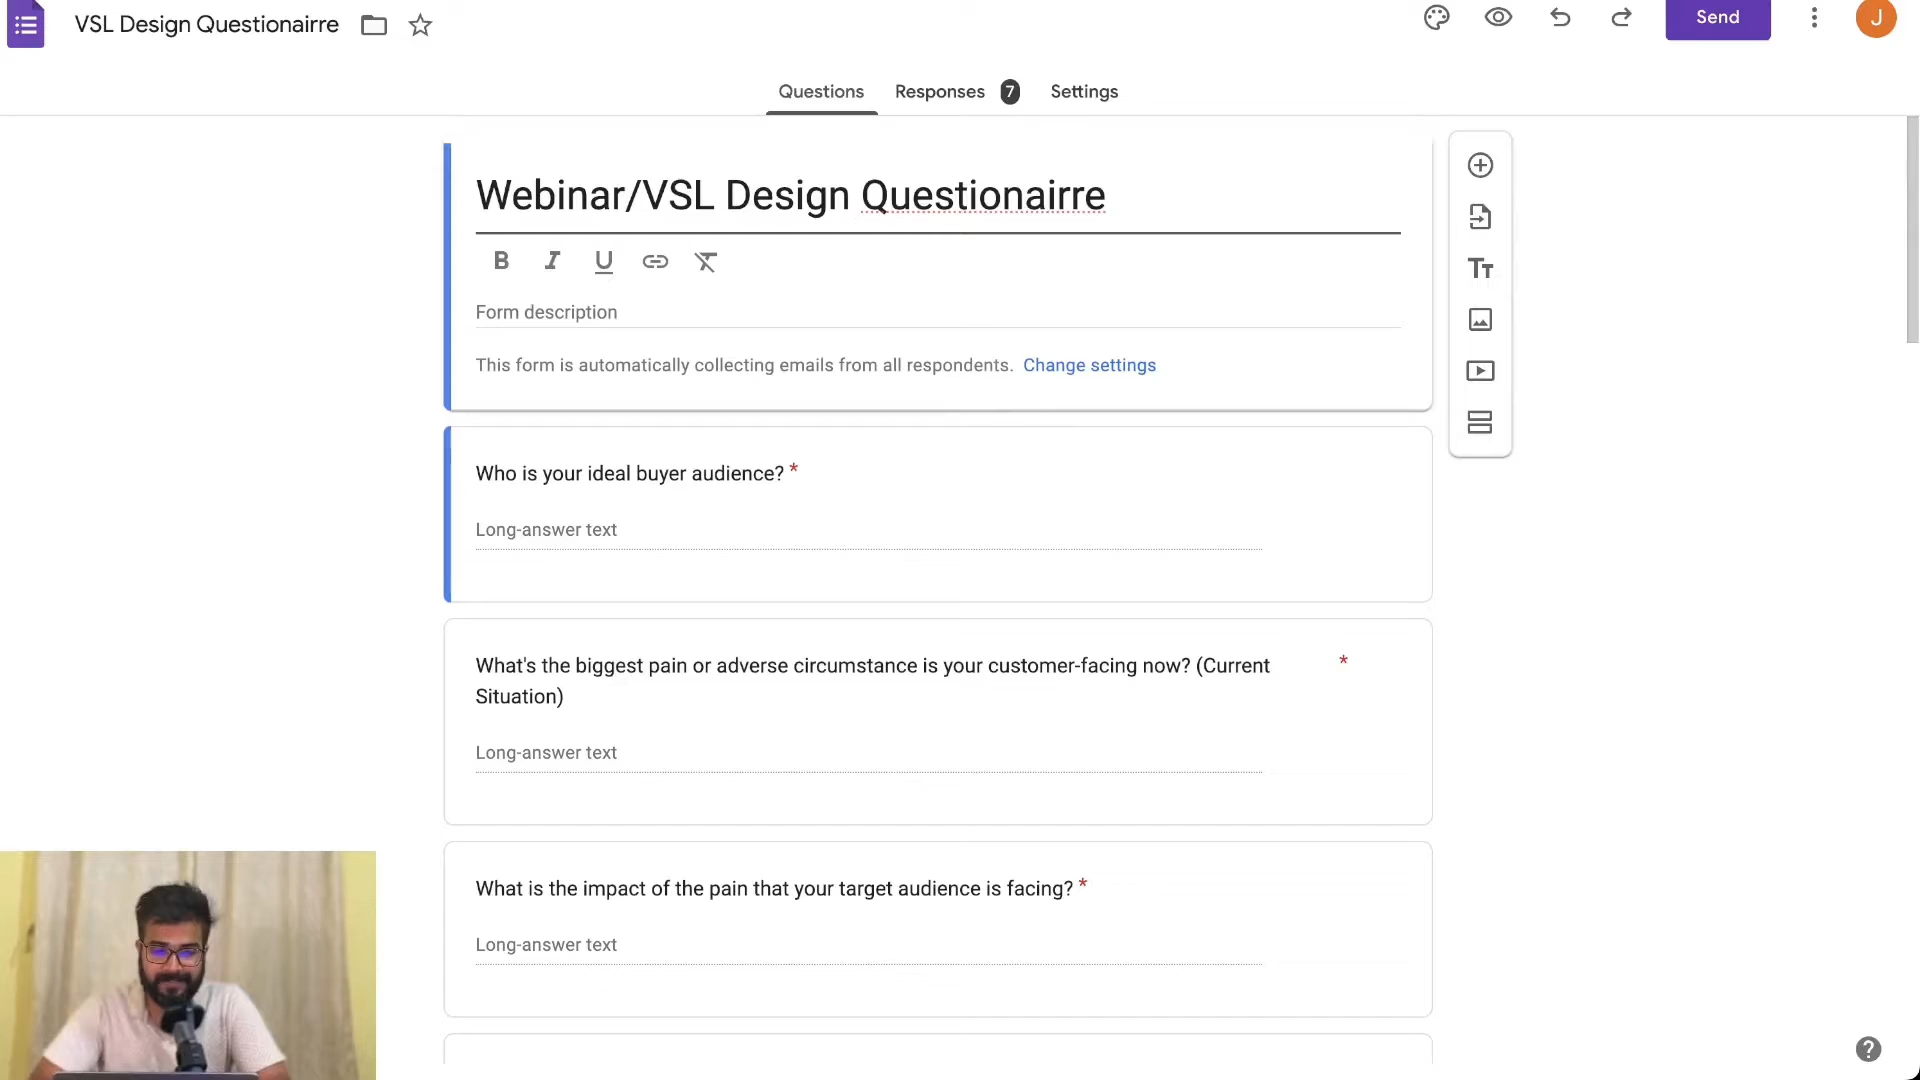 VSL Design Questionairre
Send
J
Questions
Responses 7
Settings
Webinar/VSL Design Questionairre
B I U
Form description
This form is automatically collecting emails from all respondents. Change settings
Tт
Who is your ideal buyer audience? *
Long-answer text
What's the biggest pain or adverse circumstance is your customer-facing now? (Current *
Situation)
Long-answer text
What is the impact of the pain that your target audience is facing? *
Long-answer text
?